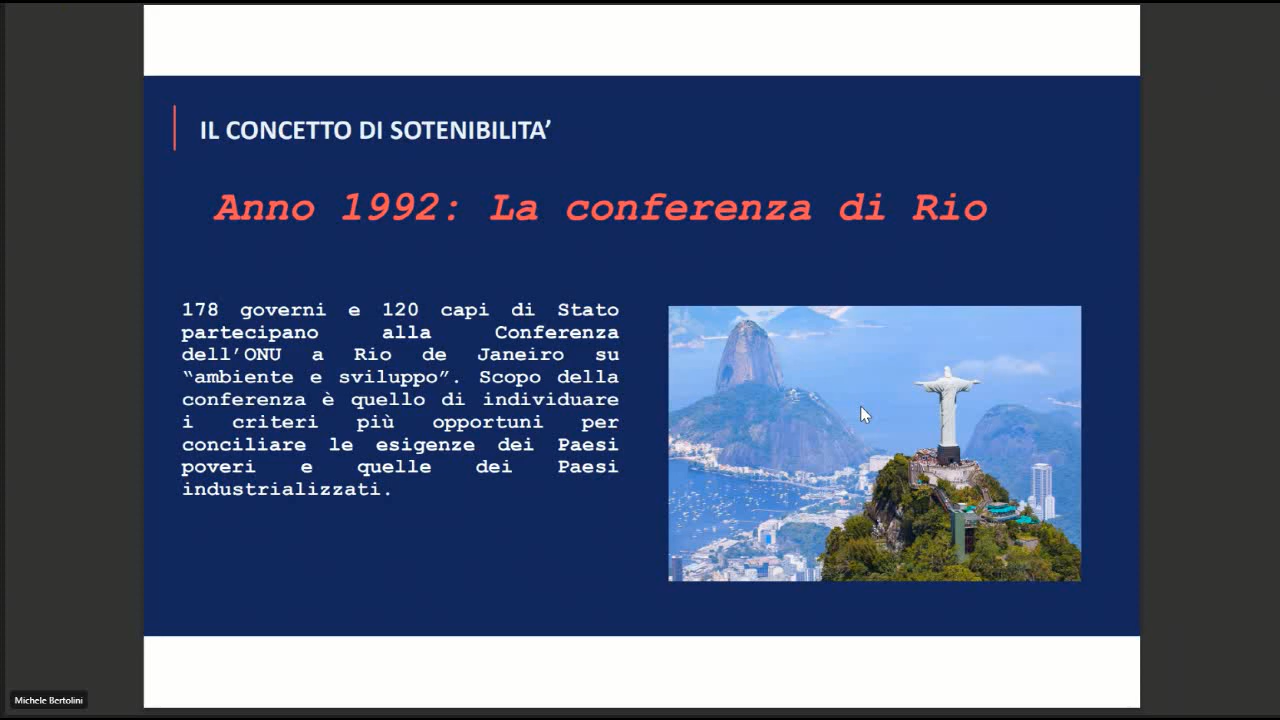 IL CONCETTO DI SOTENIBILITA’
Anno 1992: La conferenza di Rio
178 governi e 120 capi di Stato
partecipano alla Conferenza
dell’ONU a Rio de Janeiro su
“ambiente e sviluppo”. Scopo della
conferenza è quello di individuare
i criteri più opportuni per
conciliare le esigenze dei Paesi
poveri e quelle dei Paesi
industrializzati.
Michele Bertolini